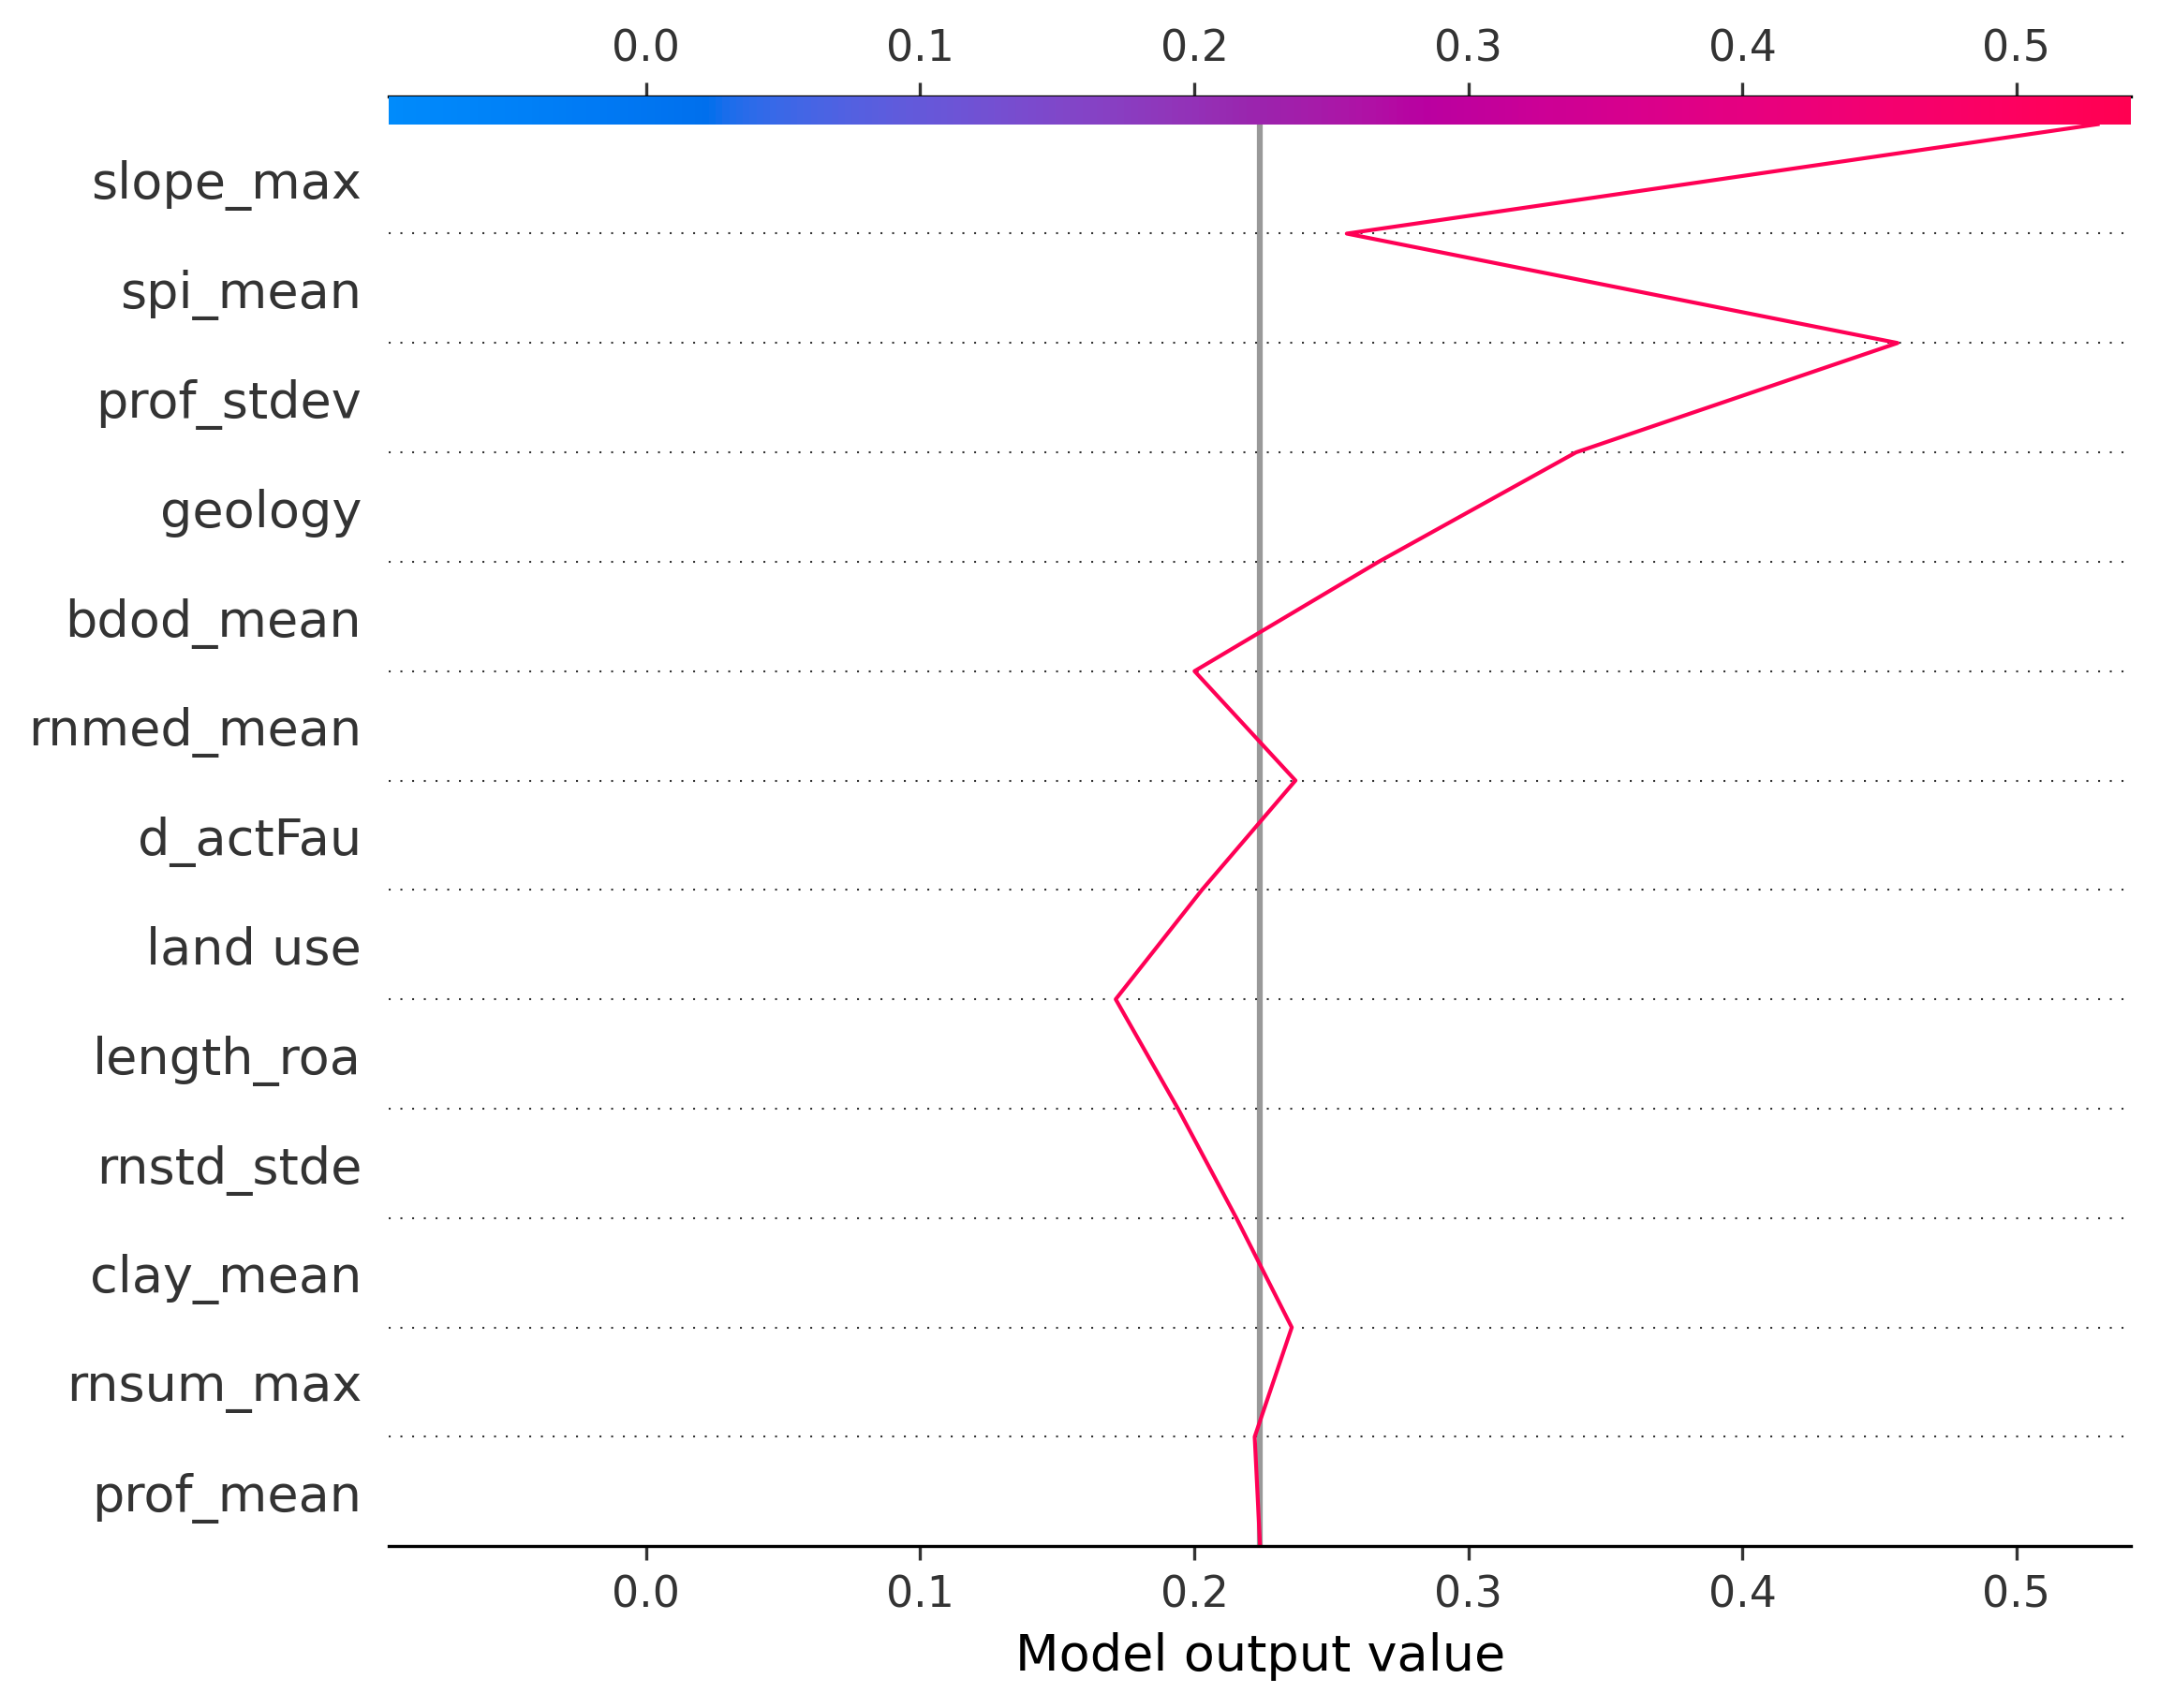 0.0 0.1 0.2 0.3 0.4 0.5
slope_max
spi_mean
prof_stdev
geology
bdod_mean
rnmed_mean
d_actFau
land use
length_roa
rnstd_stde
clay_mean
rnsum_max
prof_mean
0.0 0.1 0.2 0.3 0.4 0.5
Model output value